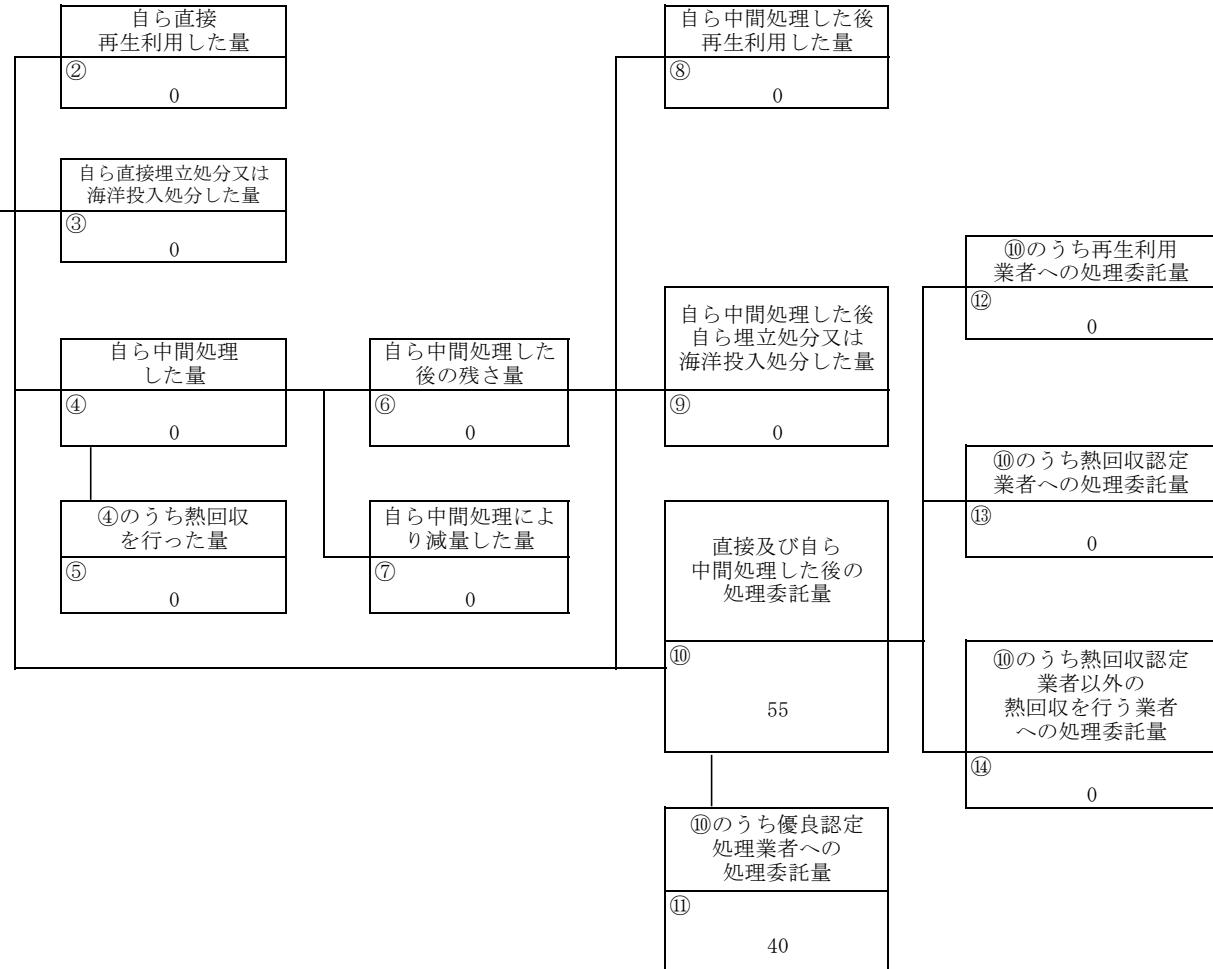 自ら直接
再生利用した量
②
0
自ら直接埋立処分又は
海洋投入処分した量
③
0
自ら中間処理
した量
④
0
④のうち熱回収
を行った量
⑤
0
自ら中間処理した
後の残さ量
⑥
0
自ら中間処理によ
り減量した量
⑦
0
自ら中間処理した後
再生利用した量
⑧
0
自ら中間処理した後
自ら埋立処分又は
海洋投入処分した量
⑨
0
直接及び自ら
中間処理した後の
処理委託量
⑩
55
⑩のうち優良認定
処理業者への
処理委託量
⑪
40
⑩のうち再生利用
業者への処理委託量
⑫
0
⑩のうち熱回収認定
業者への処理委託量
⑬
0
⑩のうち熱回収認定
業者以外の
熱回収を行う業者
への処理委託量
⑭
0